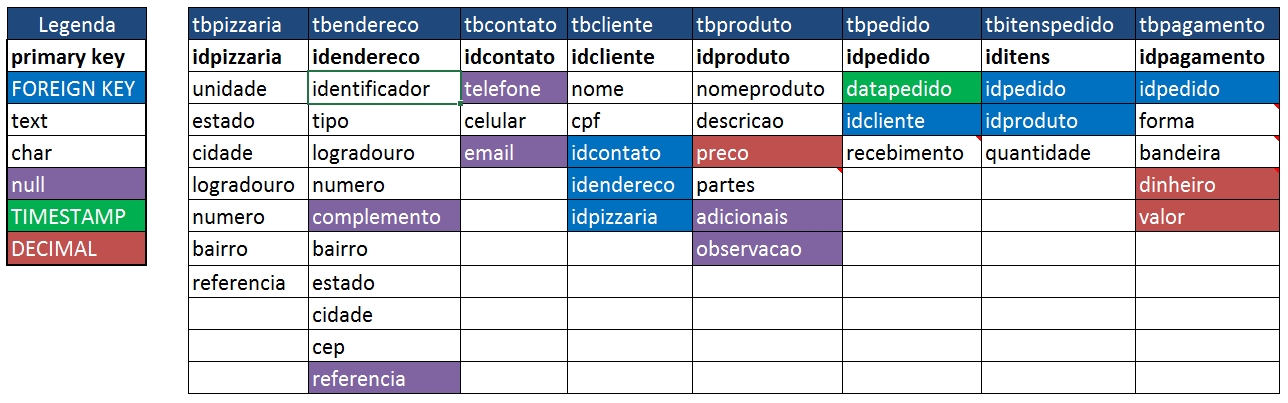 Legenda tbpizzaria tbendereco tbcontato tbcliente tbproduto tbpedido tbitenspedido tbpagamento
primary key idpizzaria idendereco idcontato idcliente idproduto idpedido iditens idpagamento
FOREIGN KEY unidade identificador telefone nome nomeproduto datapedido idpedido idpedido
text estado tipo celular cpf descricao idcliente idproduto forma
char cidade logradouro email idcontato preco recebimento quantidade bandeira
null logradouro numero idendereco partes dinheiro
TIMESTAMP numero complemento idpizzaria adicionais valor
DECIMAL bairro bairro observacao
referencia estado
cidade
cep
referencia